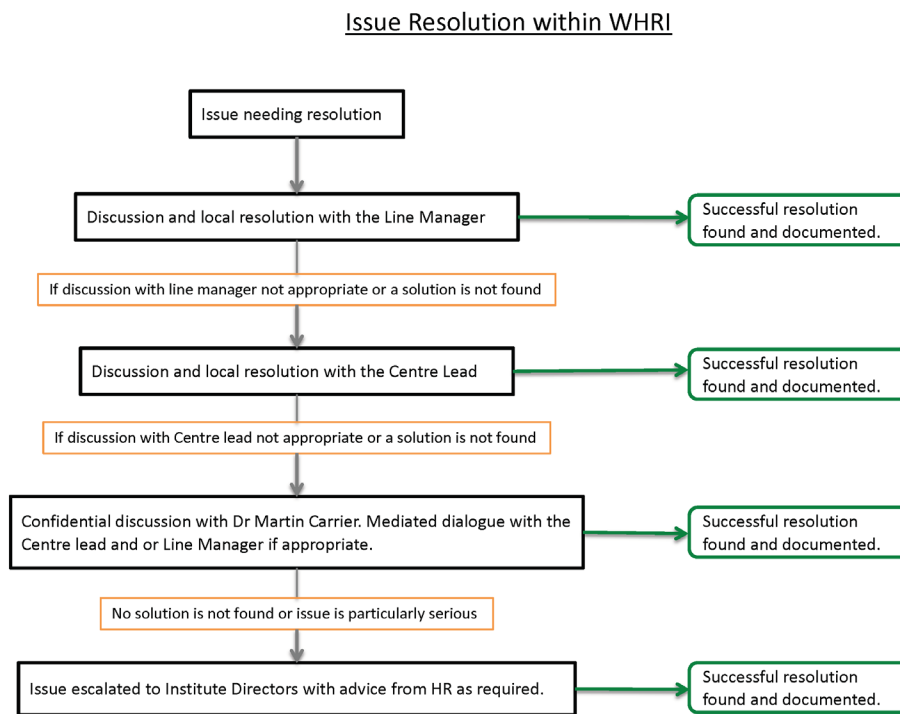 Issue Resolution within WHRI
Issue needing resolution
Discussion and local resolution with the Line Manager
Successful resolution
found and documented.
If discussion with line manager not appropriate or a solution is not found
Discussion and local resolution with the Centre Lead
Successful resolution
found and documented.
If discussion with Centre lead not appropriate or a solution is not found
Confidential discussion with Dr Martin Carrier. Mediated dialogue with the
Centre lead and or Line Manager if appropriate.
Successful resolution
found and documented.
No solution is not found or issue is particularly serious
Issue escalated to Institute Directors with advice from HR as required.
Successful resolution
found and documented.